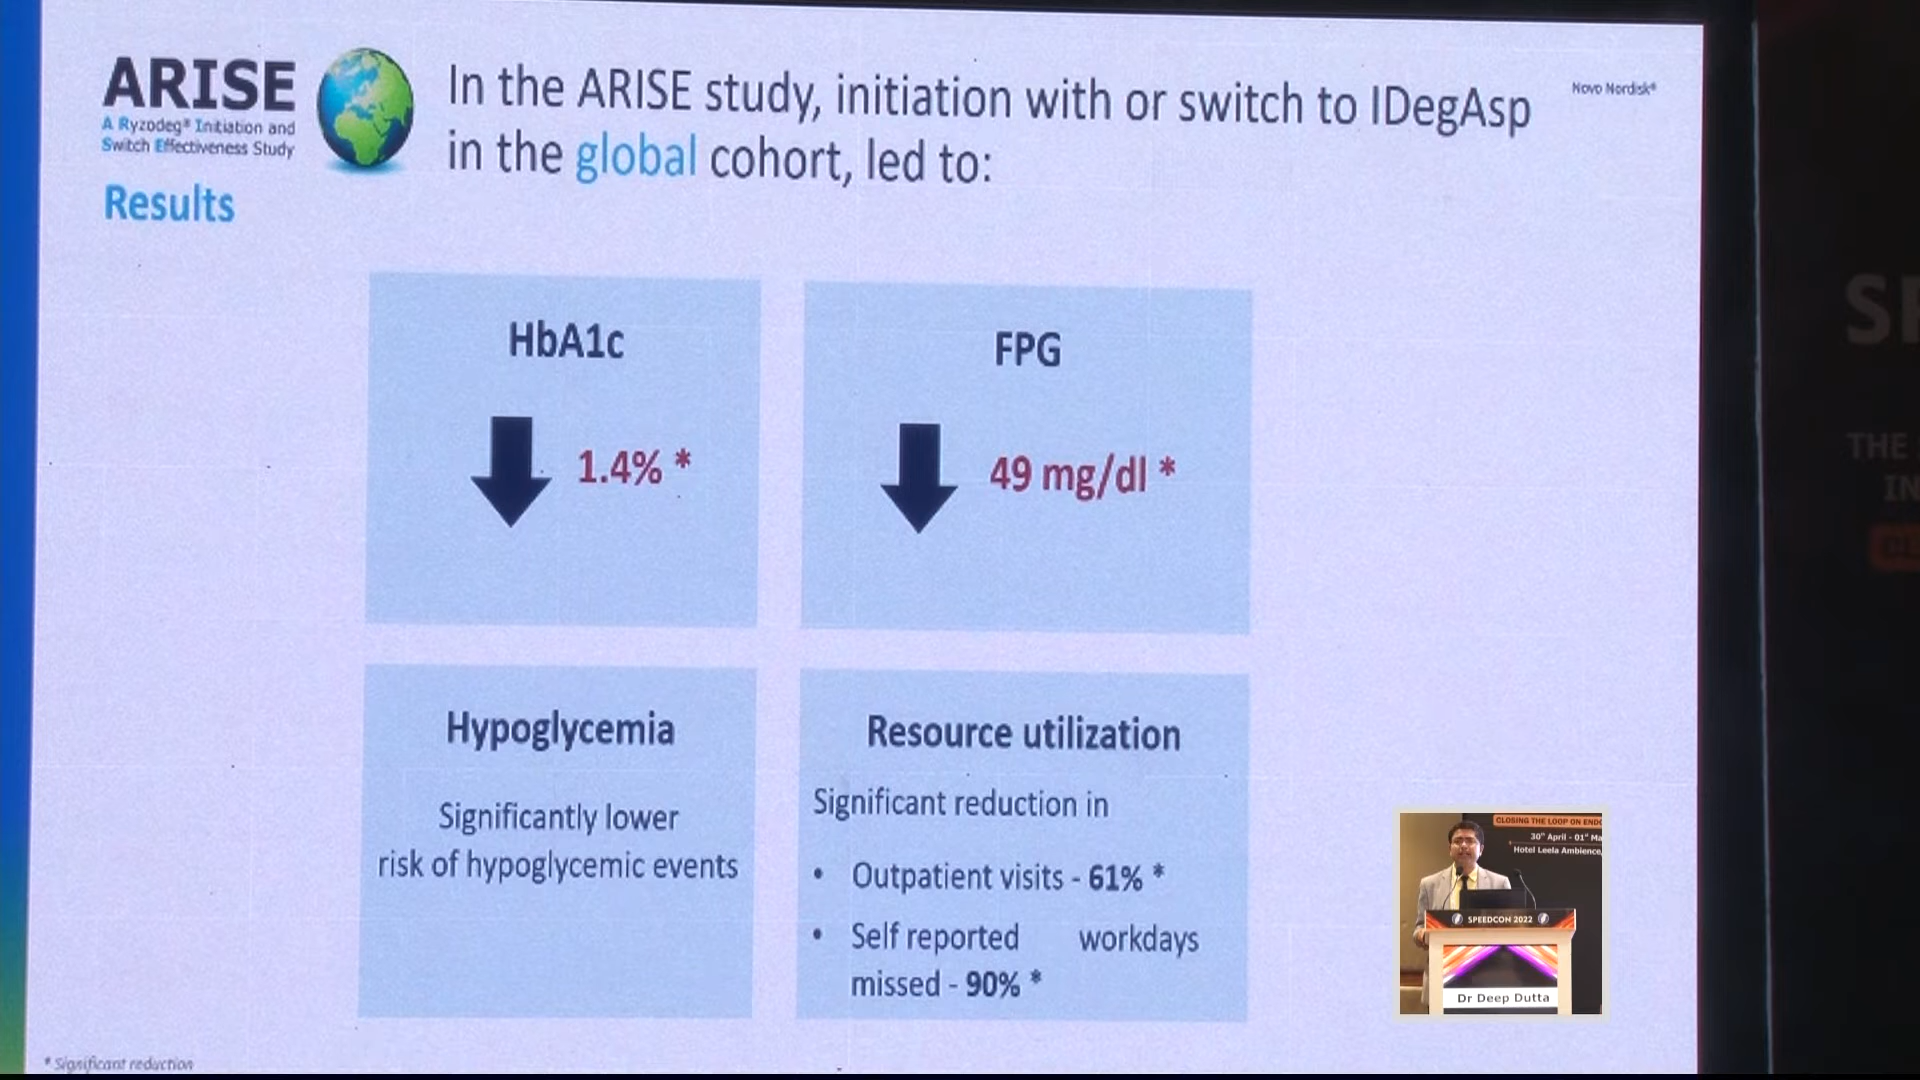 ARISE
A Ryzodeg® Initiation and
Switch Effectiveness Study
Results
In the ARISE study, initiation with or switch to IDegAsp
in the global cohort, led to:
Novo Nordisk®
HbA1c
1.4% *
FPG
49 mg/dl *
Hypoglycemia
Significantly lower
risk of hypoglycemic events
Resource utilization
Significant reduction in
• Outpatient visits - 61% *
• Self reported workdays
missed - 90% *
* Significant reduction
THE
IN
CLOSING THE LOOP ON ENDO
30th April - 01st Ma
Hotel Leela Ambience,
SPEEDCON 2022
Dr Deep Dutta